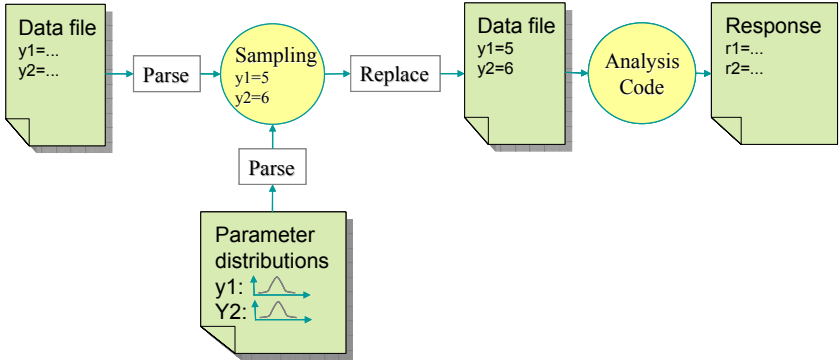 Data file
y1=...
y2=...
Parse
Sampling
y1=5
y2=6
Replace
Data file
y1=5
y2=6
Analysis
Code
Response
r1=...
r2=...
Parse
Parameter
distributions
y1:
Y2: